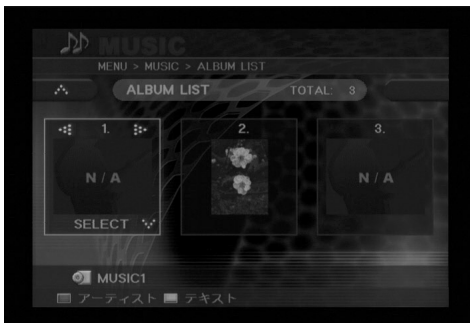 MUSIC
MENU > MUSIC > ALBUM LIST
ALBUM LIST TOTAL: 3
1. 2. 3.
N/A N/A
SELECT
MUSIC1
アーティスト テキスト